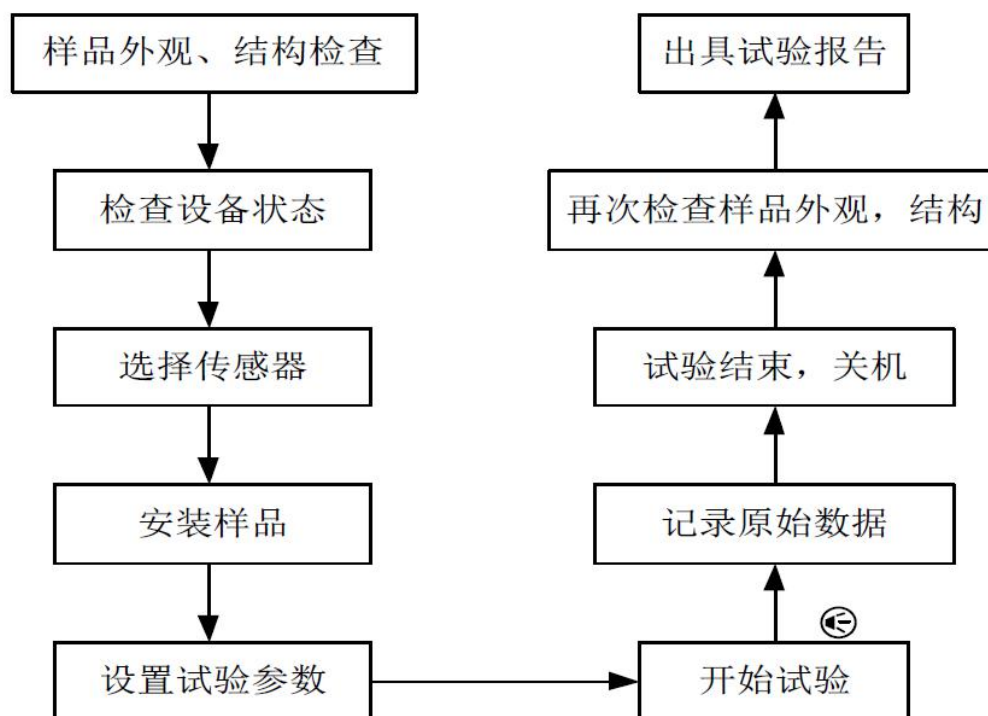 样品外观、结构检查
检查设备状态
选择传感器
安装样品
设置试验参数
开始试验
记录原始数据
试验结束，关机
再次检查样品外观，结构
出具试验报告